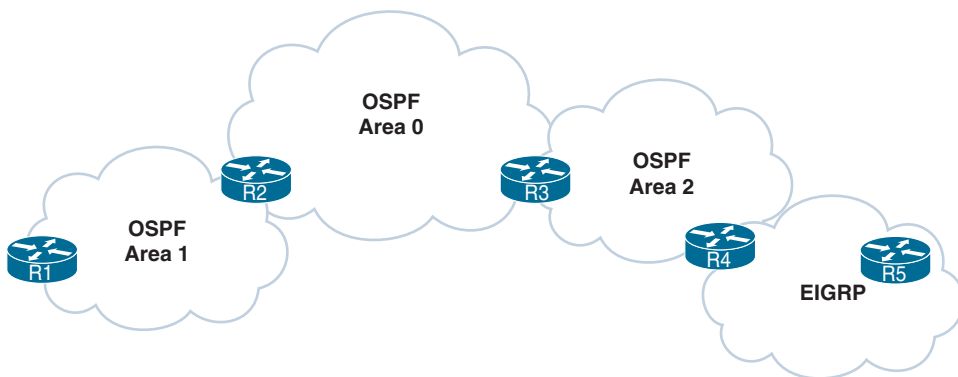 OSPF
Area 0
OSPF
Area 2
R2
R3
OSPF
Area 1
R1
R4
R5
EIGRP